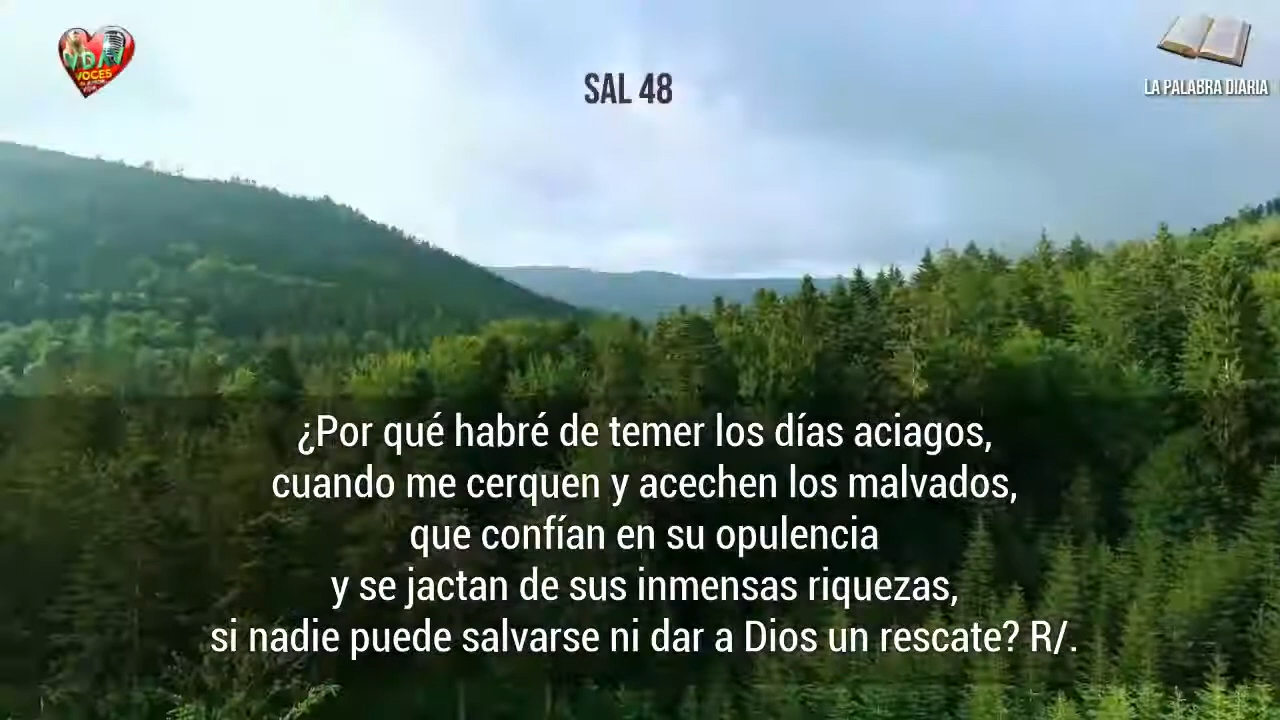 VOCES
SAL 48
LA PALABRA DIARIA
¿Por qué habré de temer los días aciagos,
cuando me cerquen y acechen los malvados,
que confían en su opulencia
y se jactan de sus inmensas riquezas,
si nadie puede salvarse ni dar a Dios un rescate? R/.